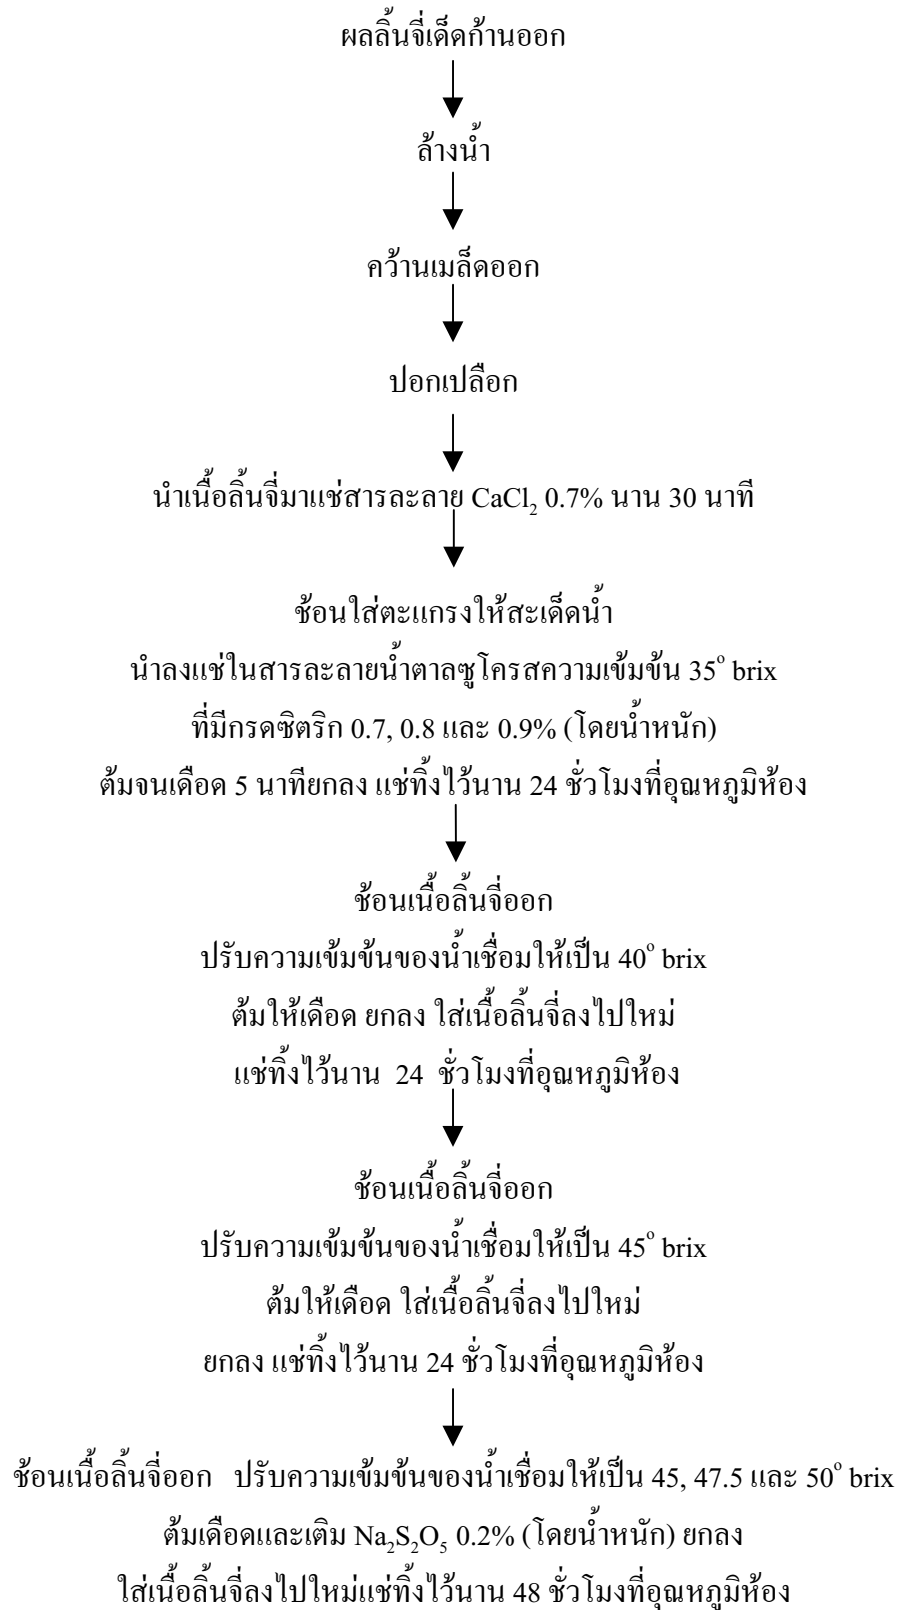 ผลลิ้นจี่เด็ดก้านออก
ล้างน้ำ
คว้านเมล็ดออก
ปอกเปลือก
นำเนื้อลิ้นจี่มาแช่สารละลาย CaCl₂ 0.7% นาน 30 นาที
ช้อนใส่ตะแกรงให้สะเด็ดน้ำ
นำลงแช่ในสารละลายน้ำตาลซูโครสความเข้มข้น 35° brix
ที่มีกรดซิตริก 0.7, 0.8 และ 0.9% (โดยน้ำหนัก)
ต้มจนเดือด 5 นาทียกลง แช่ทิ้งไว้นาน 24 ชั่วโมงที่อุณหภูมิห้อง
ช้อนเนื้อลิ้นจี่ออก
ปรับความเข้มข้นของน้ำเชื่อมให้เป็น 40° brix
ต้มให้เดือด ยกลง ใส่เนื้อลิ้นจี่ลงไปใหม่
แช่ทิ้งไว้นาน 24 ชั่วโมงที่อุณหภูมิห้อง
ช้อนเนื้อลิ้นจี่ออก
ปรับความเข้มข้นของน้ำเชื่อมให้เป็น 45° brix
ต้มให้เดือด ใส่เนื้อลิ้นจี่ลงไปใหม่
ยกลง แช่ทิ้งไว้นาน 24 ชั่วโมงที่อุณหภูมิห้อง
ช้อนเนื้อลิ้นจี่ออก ปรับความเข้มข้นของน้ำเชื่อมให้เป็น 45, 47.5 และ 50° brix
ต้มเดือดและเติม Na₂S₂O₅ 0.2% (โดยน้ำหนัก) ยกลง
ใส่เนื้อลิ้นจี่ลงไปใหม่แช่ทิ้งไว้นาน 48 ชั่วโมงที่อุณหภูมิห้อง